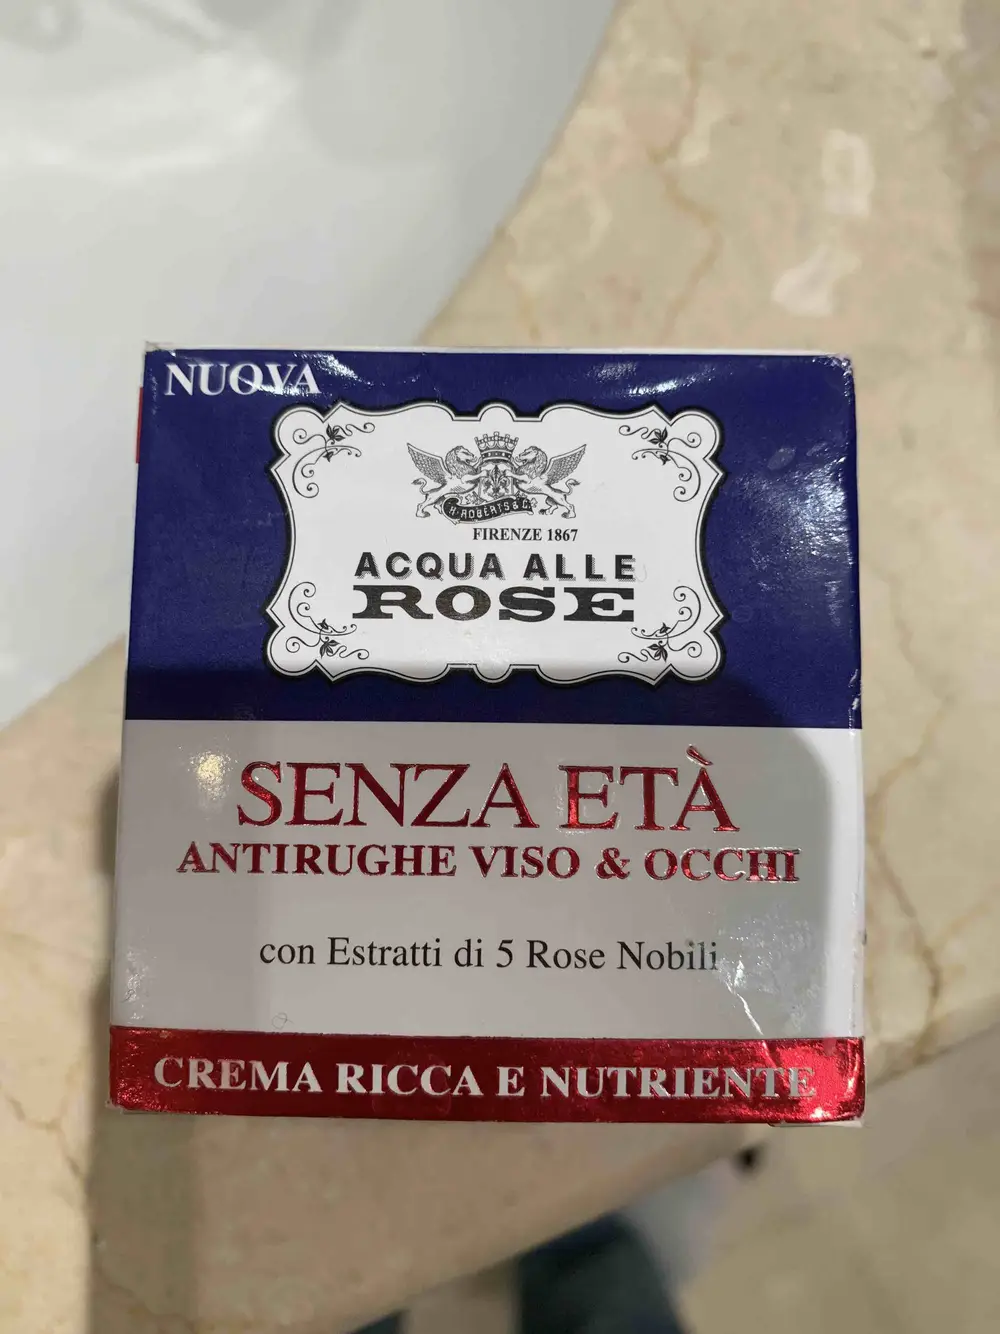 NUOVA
H·ROBERTS & C.
FIRENZE 1867
ACQUA ALLE
ROSE
SENZA ETÀ
ANTIRUGHE VISO & OCCHI
con Estratti di 5 Rose Nobili
CREMA RICCA E NUTRIENTE